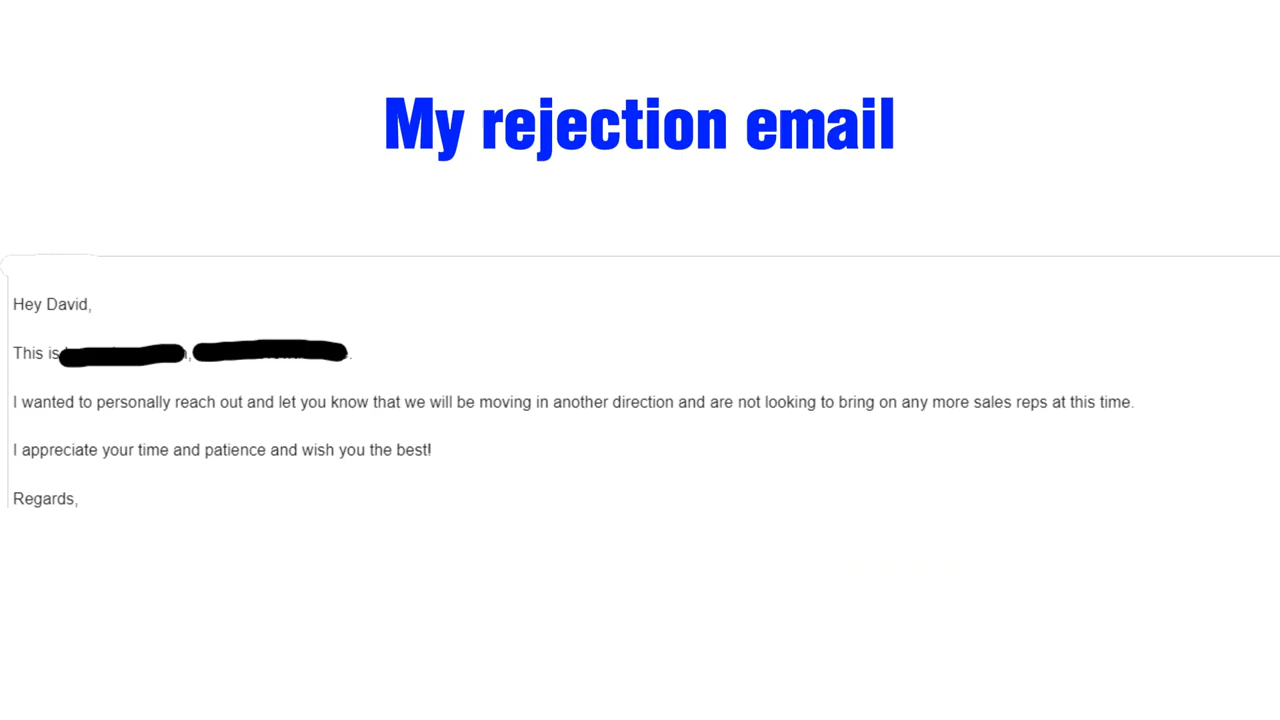 My rejection email
Hey David,
This is
I wanted to personally reach out and let you know that we will be moving in another direction and are not looking to bring on any more sales reps at this time.
I appreciate your time and patience and wish you the best!
Regards,